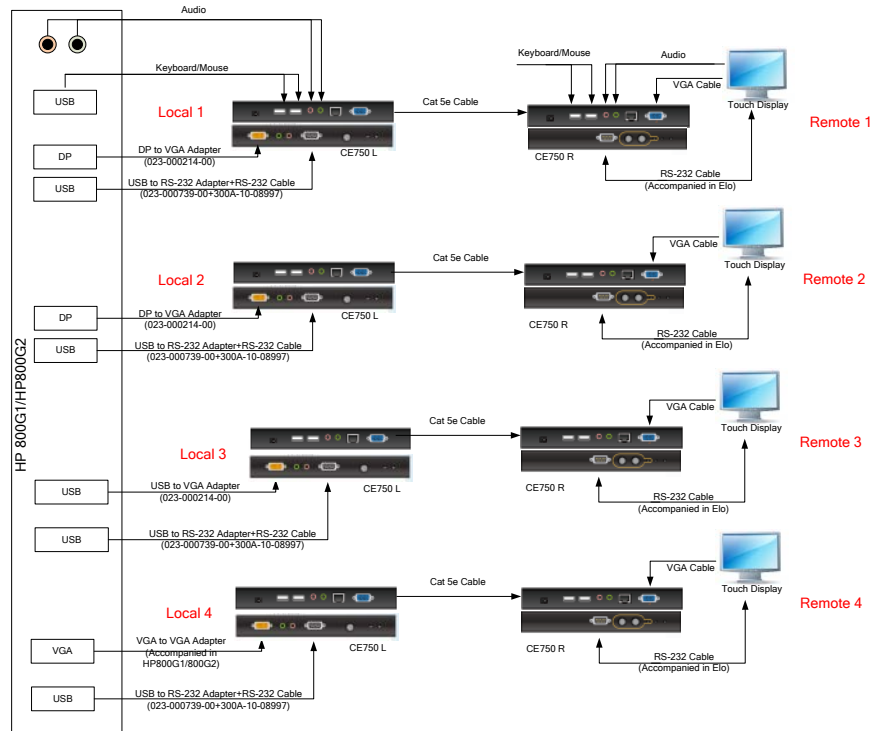 Audio
Keyboard/Mouse
USB
Local 1
Cat 5e Cable
CE750 L
DP
DP to VGA Adapter
(023-000214-00)
USB
USB to RS-232 Adapter+RS-232 Cable
(023-000739-00+300A-10-08997)
Keyboard/Mouse
Audio
VGA Cable
Touch Display
Remote 1
CE750 R
RS-232 Cable
(Accompanied in Elo)
HP 800G1/HP800G2
Local 2
Cat 5e Cable
CE750 L
DP
DP to VGA Adapter
(023-000214-00)
USB
USB to RS-232 Adapter+RS-232 Cable
(023-000739-00+300A-10-08997)
VGA Cable
Touch Display
Remote 2
CE750 R
RS-232 Cable
(Accompanied in Elo)
Local 3
Cat 5e Cable
CE750 L
USB
USB to VGA Adapter
(023-000214-00)
USB
USB to RS-232 Adapter+RS-232 Cable
(023-000739-00+300A-10-08997)
VGA Cable
Touch Display
Remote 3
CE750 R
RS-232 Cable
(Accompanied in Elo)
Local 4
Cat 5e Cable
CE750 L
VGA
VGA to VGA Adapter
(Accompanied in
HP800G1/800G2)
USB
USB to RS-232 Adapter+RS-232 Cable
(023-000739-00+300A-10-08997)
VGA Cable
Touch Display
Remote 4
CE750 R
RS-232 Cable
(Accompanied in Elo)